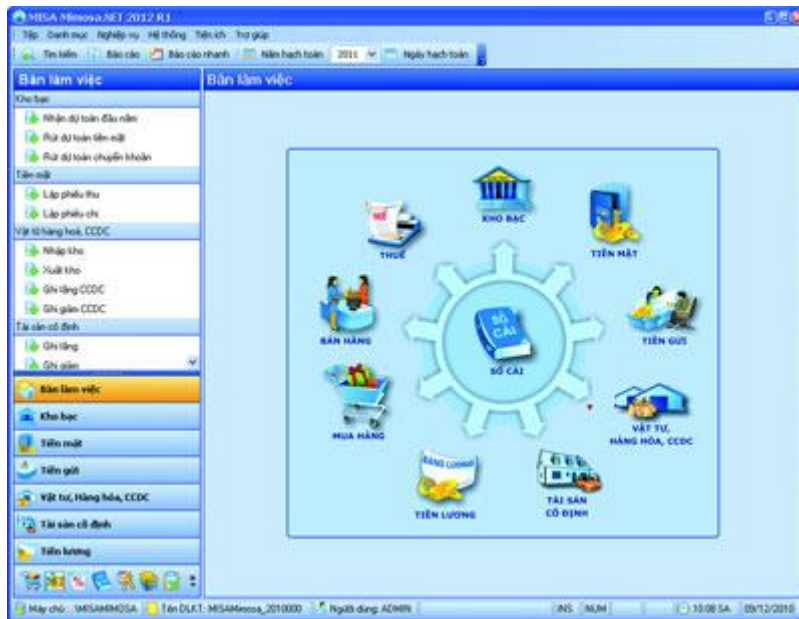 MISA Mimosa.NET 2012 R1
Tệp Danh mục Nghiệp vụ Hệ thống Tiện ích Trợ giúp
Tìm kiếm Báo cáo Báo cáo nhanh Năm hạch toán 2011 Ngày hạch toán
Bàn làm việc
Bàn làm việc
Kho bạc
Nhận dự toán đầu năm
Rút dự toán tiền mặt
Rút dự toán chuyển khoản
Tiền mặt
Lập phiếu thu
Lập phiếu chi
Vật tư hàng hoá, CCDC
Nhập kho
Xuất kho
Ghi tăng CCDC
Ghi giảm CCDC
Tài sản cố định
Ghi tăng
Ghi giảm
Bàn làm việc
Kho bạc
Tiền mặt
Tiền gửi
Vật tư, Hàng hóa, CCDC
Tài sản cố định
Tiền lương
KHO BẠC
THUẾ
THUẾ
TIỀN MẶT
BÁN HÀNG
SỔ CÁI
SỔ CÁI
TIỀN GỬI
MUA HÀNG
VẬT TƯ,
HÀNG HÓA, CCDC
BẢNG LƯƠNG
TIỀN LƯƠNG
TÀI SẢN
CỐ ĐỊNH
Máy chủ: .\MISAMIMOSA Tên DLKT: MISAMimosa_2010000 Người dùng: ADMIN INS NUM 10:08 SA 09/12/2010